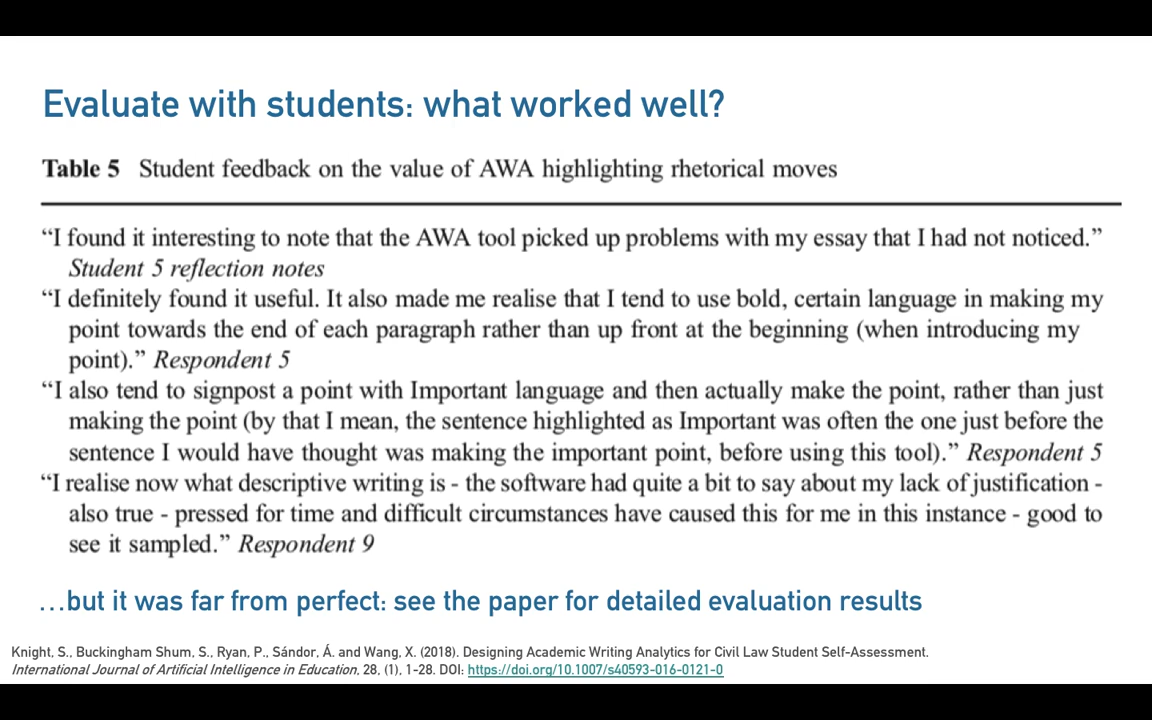 Evaluate with students: what worked well?
Table 5 Student feedback on the value of AWA highlighting rhetorical moves
“I found it interesting to note that the AWA tool picked up problems with my essay that I had not noticed.”
Student 5 reflection notes
“I definitely found it useful. It also made me realise that I tend to use bold, certain language in making my
point towards the end of each paragraph rather than up front at the beginning (when introducing my
point).” Respondent 5
“I also tend to signpost a point with Important language and then actually make the point, rather than just
making the point (by that I mean, the sentence highlighted as Important was often the one just before the
sentence I would have thought was making the important point, before using this tool).” Respondent 5
“I realise now what descriptive writing is - the software had quite a bit to say about my lack of justification -
also true - pressed for time and difficult circumstances have caused this for me in this instance - good to
see it sampled.” Respondent 9
…but it was far from perfect: see the paper for detailed evaluation results
Knight, S., Buckingham Shum, S., Ryan, P., Sándor, Á. and Wang, X. (2018). Designing Academic Writing Analytics for Civil Law Student Self-Assessment.
International Journal of Artificial Intelligence in Education, 28, (1), 1-28. DOI: https://doi.org/10.1007/s40593-016-0121-0